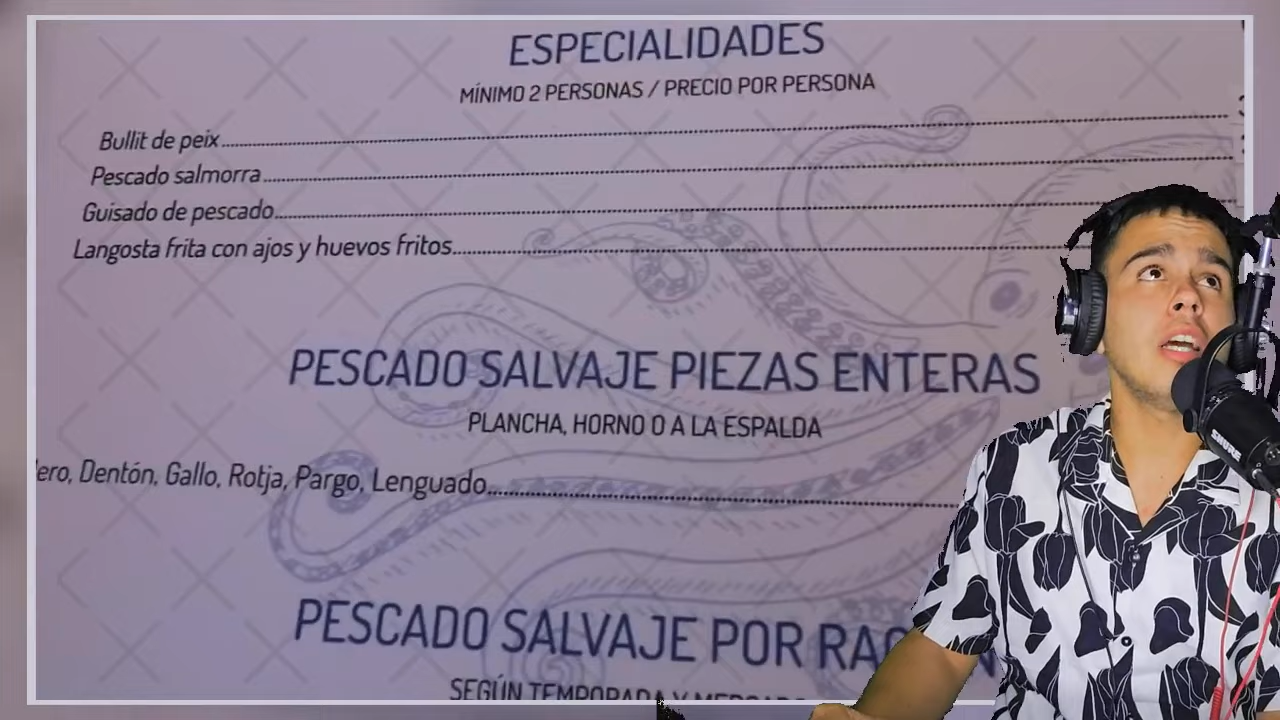 ESPECIALIDADES
MÍNIMO 2 PERSONAS / PRECIO POR PERSONA
Bullit de peix
Pescado salmorra
Guisado de pescado
Langosta frita con ajos y huevos fritos
PESCADO SALVAJE PIEZAS ENTERAS
PLANCHA, HORNO O A LA ESPALDA
Dentón, Gallo, Rotja, Pargo, Lenguado
PESCADO SALVAJE POR
SEGÚN TEMPORADA Y
SHURE